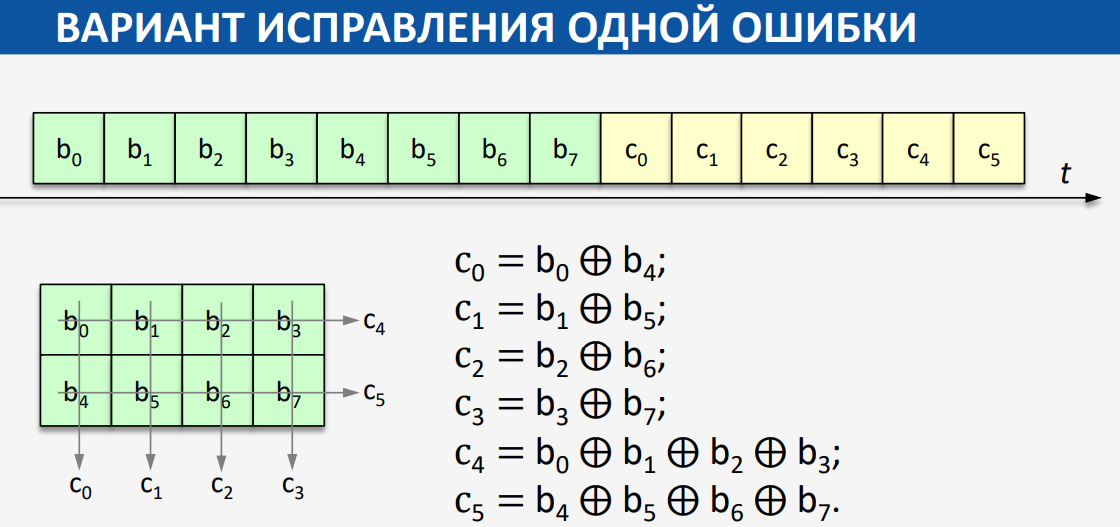 ВАРИАНТ ИСПРАВЛЕНИЯ ОДНОЙ ОШИБКИ
b₀ b₁ b₂ b₃ b₄ b₅ b₆ b₇ c₀ c₁ c₂ c₃ c₄ c₅
t
b₀ b₁ b₂ b₃ c₄
b₄ b₅ b₆ b₇ c₅
c₀ c₁ c₂ c₃
c₀ = b₀ ⊕ b₄;
c₁ = b₁ ⊕ b₅;
c₂ = b₂ ⊕ b₆;
c₃ = b₃ ⊕ b₇;
c₄ = b₀ ⊕ b₁ ⊕ b₂ ⊕ b₃;
c₅ = b₄ ⊕ b₅ ⊕ b₆ ⊕ b₇.